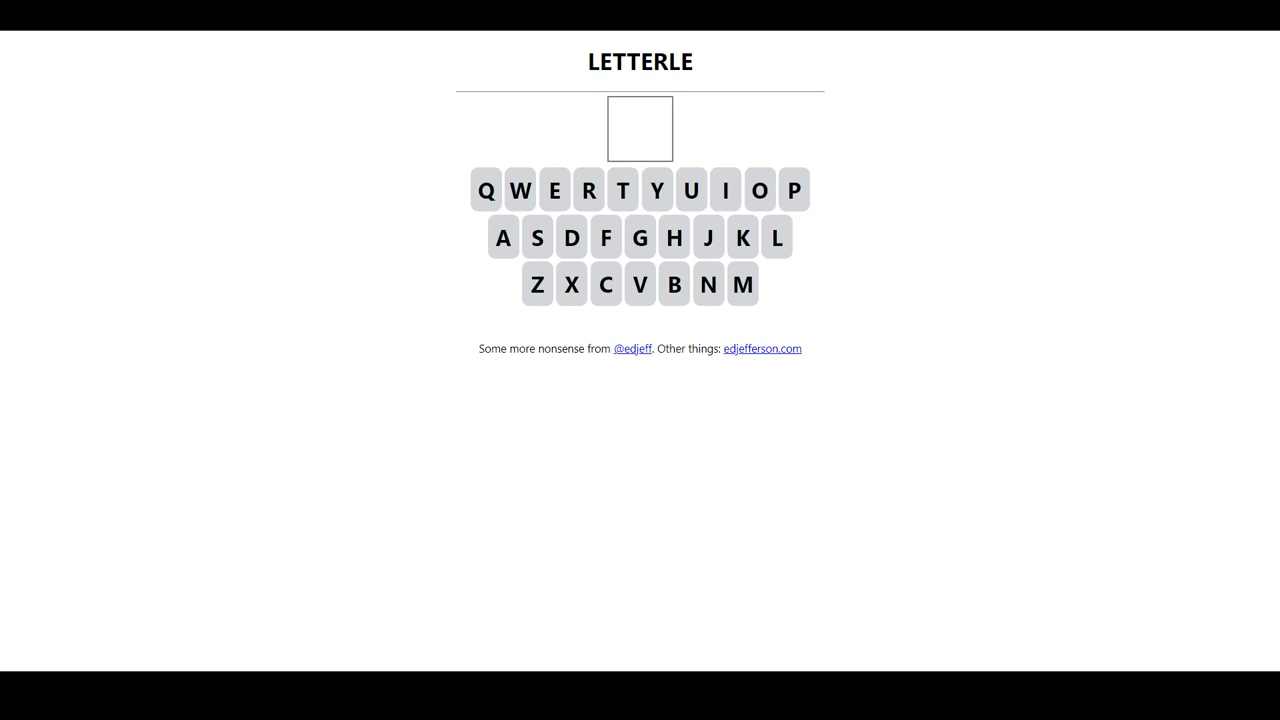 LETTERLE
Q W E R T Y U I O P
A S D F G H J K L
Z X C V B N M
Some more nonsense from @edjeff. Other things: edjefferson.com